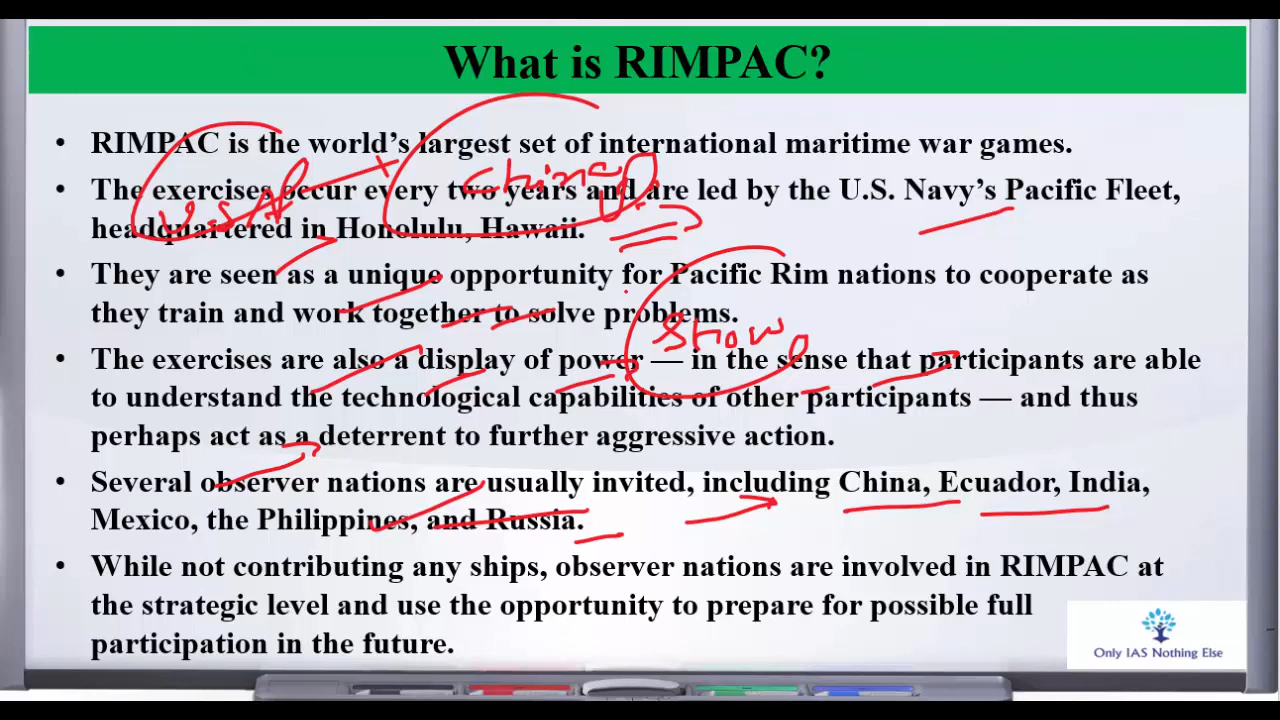 What is RIMPAC?
• RIMPAC is the world's largest set of international maritime war games.
• The exercises occur every two years and are led by the U.S. Navy's Pacific Fleet,
headquartered in Honolulu, Hawaii.
• They are seen as a unique opportunity for Pacific Rim nations to cooperate as
they train and work together to solve problems.
• The exercises are also a display of power — in the sense that participants are able
to understand the technological capabilities of other participants — and thus
perhaps act as a deterrent to further aggressive action.
• Several observer nations are usually invited, including China, Ecuador, India,
Mexico, the Philippines, and Russia.
• While not contributing any ships, observer nations are involved in RIMPAC at
the strategic level and use the opportunity to prepare for possible full
participation in the future.
U.S.A
China
Show
Only IAS Nothing Else